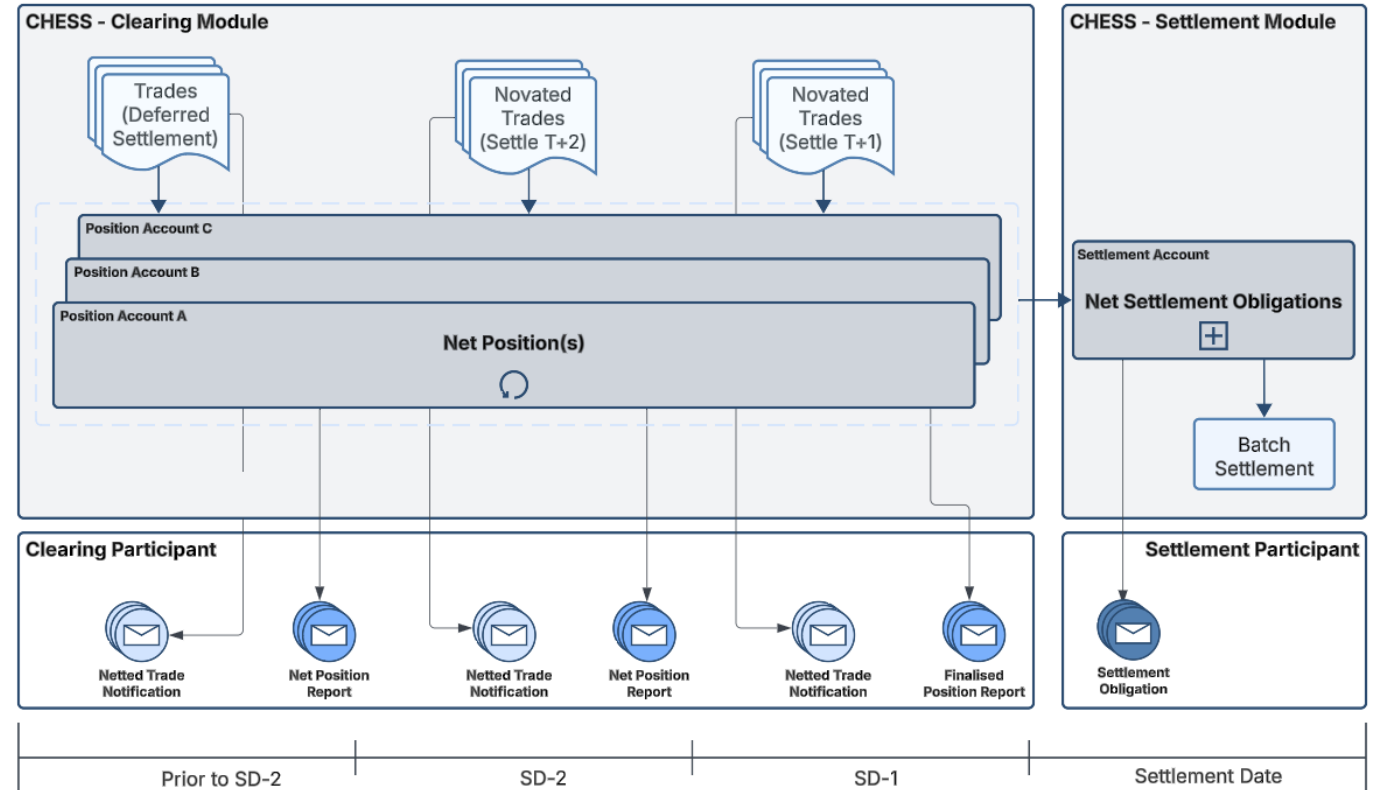 CHESS - Clearing Module
CHESS - Settlement Module
Trades
(Deferred
Settlement)
Novated
Trades
(Settle T+2)
Novated
Trades
(Settle T+1)
Position Account C
Position Account B
Position Account A
Net Position(s)
Settlement Account
Net Settlement Obligations
Batch
Settlement
Clearing Participant
Settlement Participant
Netted Trade
Notification
Net Position
Report
Netted Trade
Notification
Net Position
Report
Netted Trade
Notification
Finalised
Position Report
Settlement
Obligation
Prior to SD-2
SD-2
SD-1
Settlement Date